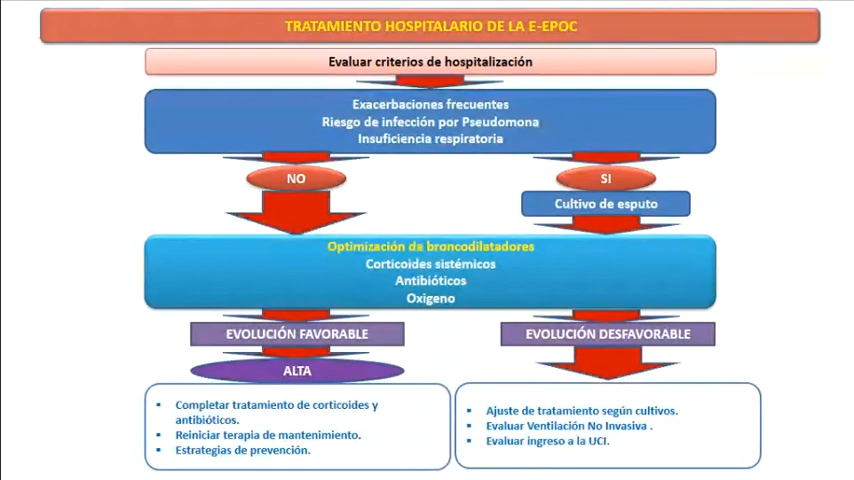 TRATAMIENTO HOSPITALARIO DE LA E-EPOC
Evaluar criterios de hospitalización
Exacerbaciones frecuentes
Riesgo de infección por Pseudomona
Insuficiencia respiratoria
NO
SI
Cultivo de esputo
Optimización de broncodilatadores
Corticoides sistémicos
Antibióticos
Oxigeno
EVOLUCIÓN FAVORABLE
EVOLUCIÓN DESFAVORABLE
ALTA
▪ Completar tratamiento de corticoides y
antibióticos.
▪ Reiniciar terapia de mantenimiento.
▪ Estrategias de prevención.
▪ Ajuste de tratamiento según cultivos.
▪ Evaluar Ventilación No Invasiva .
▪ Evaluar ingreso a la UCI.